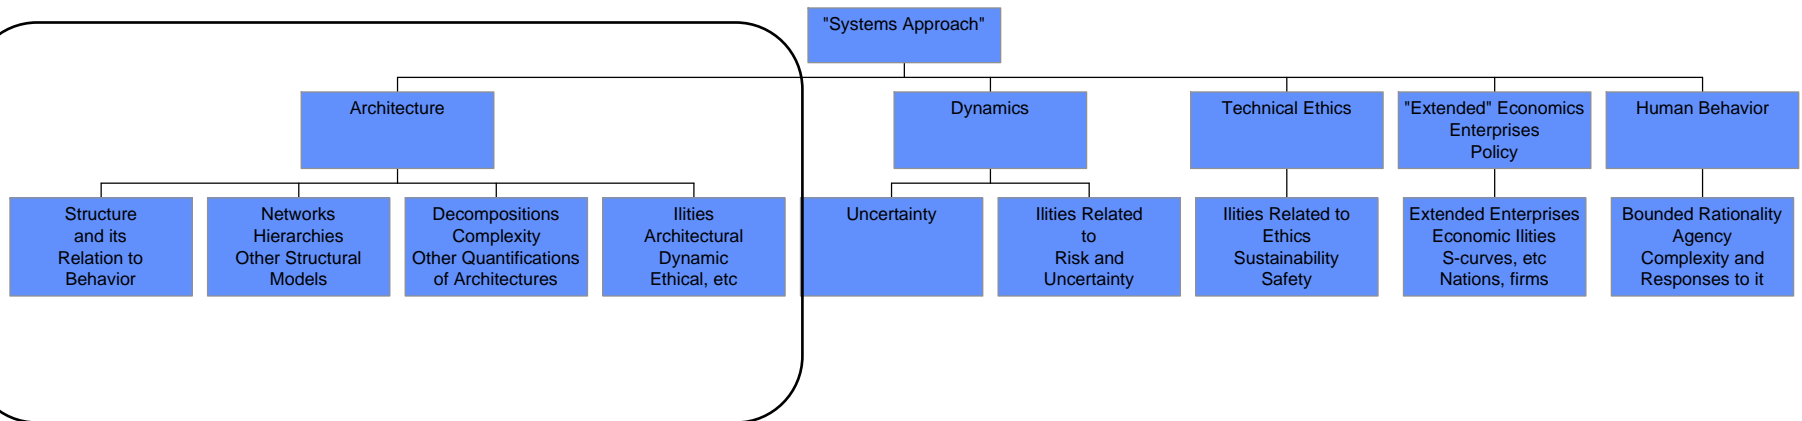 "Systems Approach"
Architecture
Dynamics
Technical Ethics
"Extended" Economics
Enterprises
Policy
Human Behavior
Structure
and its
Relation to
Behavior
Networks
Hierarchies
Other Structural
Models
Decompositions
Complexity
Other Quantifications
of Architectures
Ilities
Architectural
Dynamic
Ethical, etc
Uncertainty
Ilities Related
to
Risk and
Uncertainty
Ilities Related to
Ethics
Sustainability
Safety
Extended Enterprises
Economic Ilities
S-curves, etc
Nations, firms
Bounded Rationality
Agency
Complexity and
Responses to it